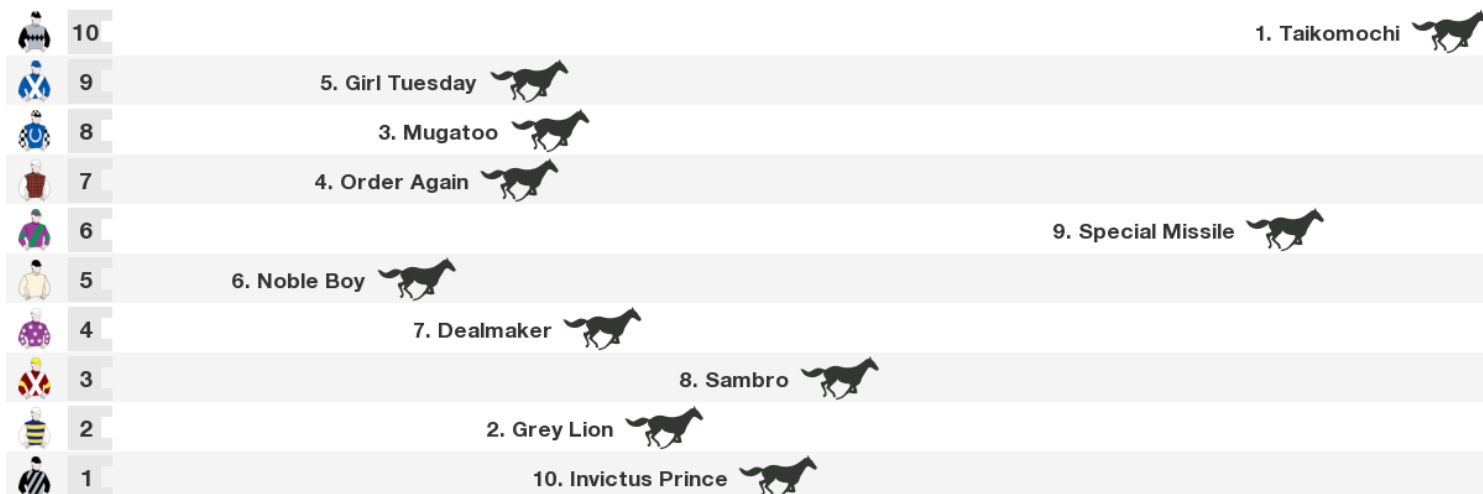 10 1. Taikomochi
9 5. Girl Tuesday
8 3. Mugatoo
7 4. Order Again
6 9. Special Missile
5 6. Noble Boy
4 7. Dealmaker
3 8. Sambro
2 2. Grey Lion
1 10. Invictus Prince